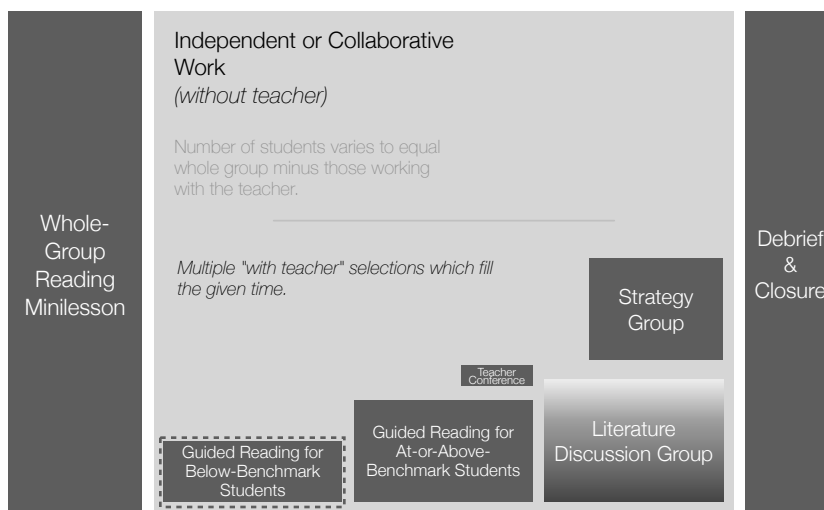 Whole-
Group
Reading
Minilesson
Independent or Collaborative
Work
(without teacher)
Number of students varies to equal
whole group minus those working
with the teacher.
Multiple "with teacher" selections which fill
the given time.
Strategy
Group
Teacher
Conference
Guided Reading for
Below-Benchmark
Students
Guided Reading for
At-or-Above-
Benchmark Students
Literature
Discussion Group
Debrief
&
Closure